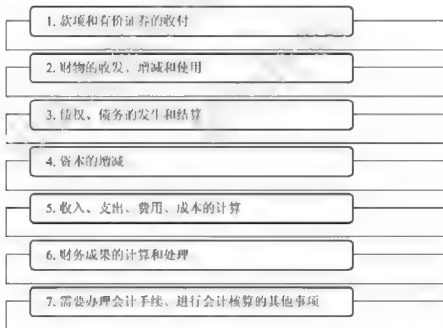 1. 款项和有价证券的收付
2. 财物的收发、增减和使用
3. 债权、债务的发生和结算
4. 资本的增减
5. 收入、支出、费用、成本的计算
6. 财务成果的计算和处理
7. 需要办理会计手续、进行会计核算的其他事项